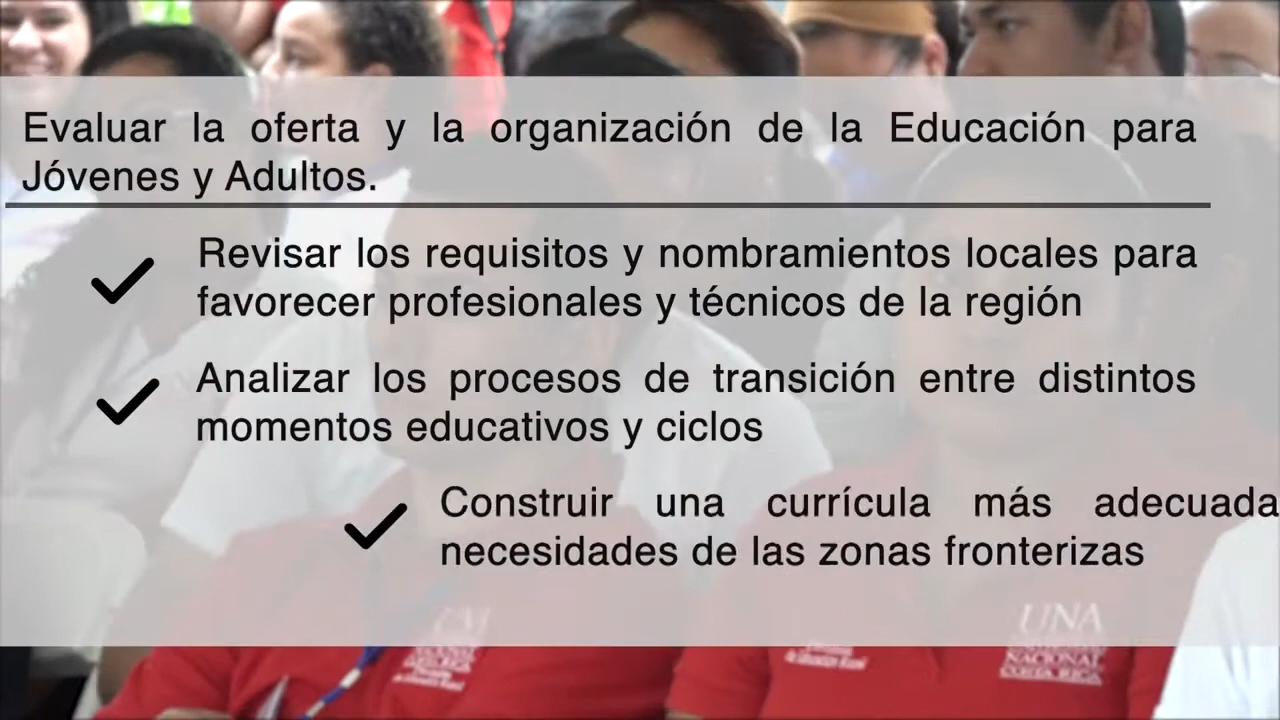 Evaluar la oferta y la organización de la Educación para
Jóvenes y Adultos.
Revisar los requisitos y nombramientos locales para
favorecer profesionales y técnicos de la región
Analizar los procesos de transición entre distintos
momentos educativos y ciclos
Construir una currícula más adecuada
necesidades de las zonas fronterizas
UNA
NACIONAL
COSTA RICA